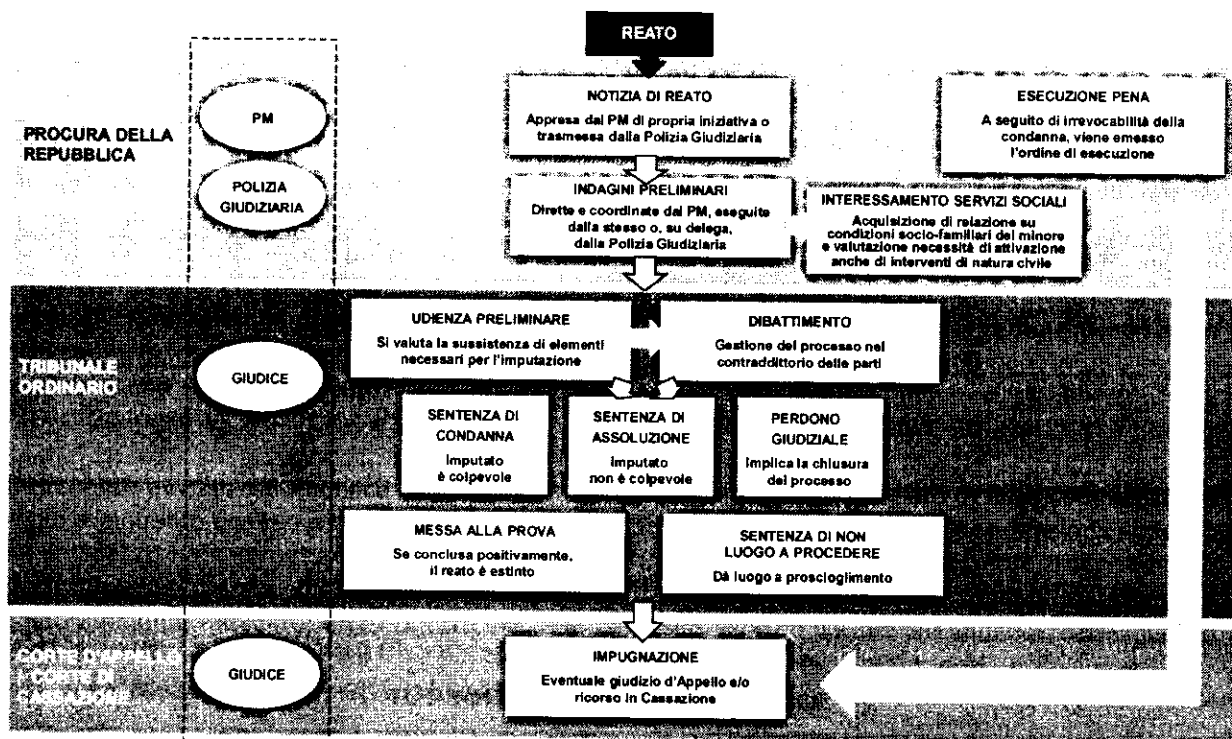 REATO
PROCURA DELLA
REPUBBLICA
PM
POLIZIA
GIUDIZIARIA
NOTIZIA DI REATO
Appresa dal PM di propria iniziativa o
trasmessa dalla Polizia Giudiziaria
ESECUZIONE PENA
A seguito di irrevocabilità della
condanna, viene emesso
l'ordine di esecuzione
INDAGINI PRELIMINARI
Dirette e coordinate dal PM, eseguite
dalla stesso o, su delega,
dalla Polizia Giudiziaria
INTERESSAMENTO SERVIZI SOCIALI
Acquisizione di relazione su
condizioni socio-familiari del minore
e valutazione necessità di attivazione
anche di interventi di natura civile
TRIBUNALE
ORDINARIO
GIUDICE
UDIENZA PRELIMINARE
Si valuta la sussistenza di elementi
necessari per l'imputazione
DIBATTIMENTO
Gestione del processo nel
contraddittorio delle parti
SENTENZA DI
CONDANNA
Imputato
è colpevole
SENTENZA DI
ASSOLUZIONE
Imputato
non è colpevole
PERDONO
GIUDIZIALE
Implica la chiusura
del processo
MESSA ALLA PROVA
Se conclusa positivamente,
il reato è estinto
SENTENZA DI NON
LUOGO A PROCEDERE
Dà luogo a proscioglimento
CORTE D'APPELLO
E CORTE DI
CASSAZIONE
GIUDICE
IMPUGNAZIONE
Eventuale giudizio d'Appello e/o
ricorso in Cassazione